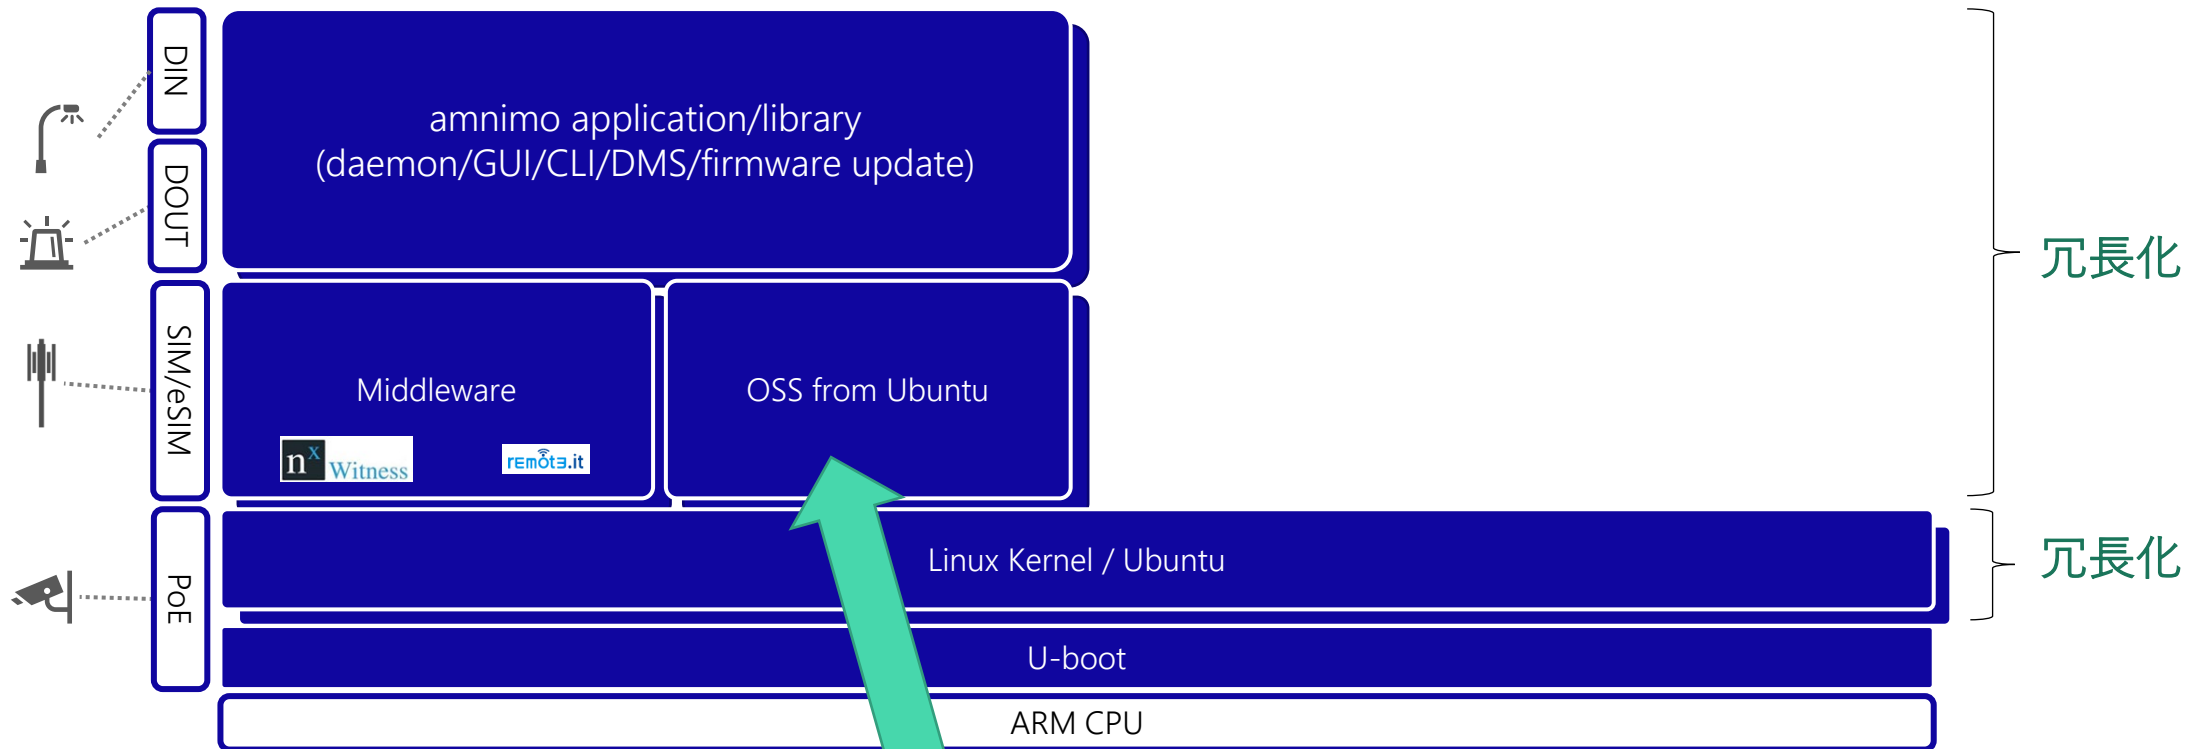 DIN
DOUT
SIM/eSIM
PoE
amnimo application/library
(daemon/GUI/CLI/DMS/firmware update)
Middleware
nx Witness
remote.it
OSS from Ubuntu
Linux Kernel / Ubuntu
U-boot
ARM CPU
冗長化
冗長化